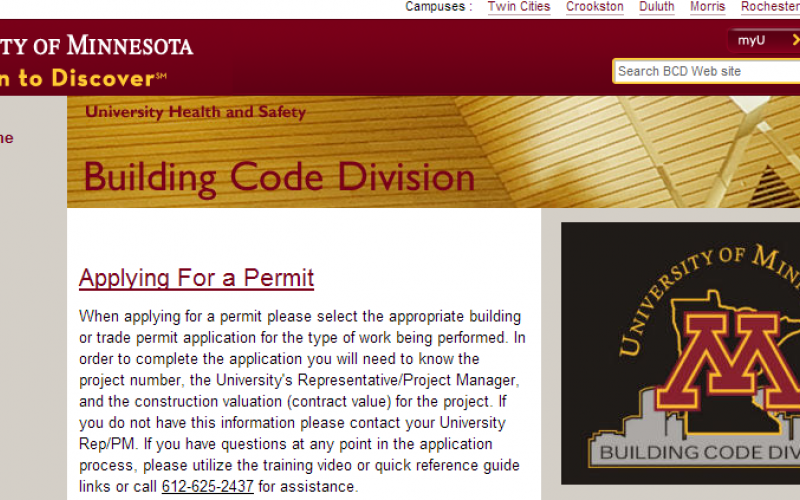 Campuses : Twin Cities Crookston Duluth Morris Rochester
TY OF MINNESOTA
myU
n to Discover℠
Search BCD Web site
University Health and Safety
ne
Building Code Division
Applying For a Permit
When applying for a permit please select the appropriate building
or trade permit application for the type of work being performed. In
order to complete the application you will need to know the
project number, the University's Representative/Project Manager,
and the construction valuation (contract value) for the project. If
you do not have this information please contact your University
Rep/PM. If you have questions at any point in the application
process, please utilize the training video or quick reference guide
links or call 612-625-2437 for assistance.
UNIVERSITY OF MINN
M
BUILDING CODE DIV